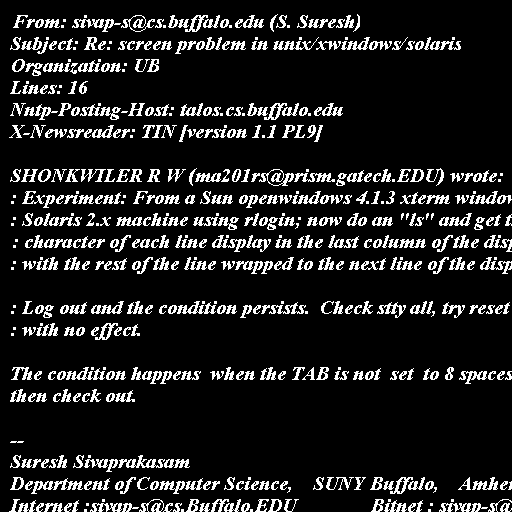 From: sivap-s@cs.buffalo.edu (S. Suresh)
Subject: Re: screen problem in unix/xwindows/solaris
Organization: UB
Lines: 16
Nntp-Posting-Host: talos.cs.buffalo.edu
X-Newsreader: TIN [version 1.1 PL9]

SHONKWILER R W (ma201rs@prism.gatech.EDU) wrote:
: Experiment: From a Sun openwindows 4.1.3 xterm
: Solaris 2.x machine using rlogin; now do an "ls" and get
: character of each line display in the last column of the
: with the rest of the line wrapped to the next line of the

: Log out and the condition persists.  Check stty all, try reset
: with no effect.

The condition happens  when the TAB is not  set  to 8 spaces
then check out.

--
Suresh Sivaprakasam
Department of Computer Science,    SUNY Buffalo,
Internet :sivap-s@cs.Buffalo.EDU    Bitnet : sivap-s@